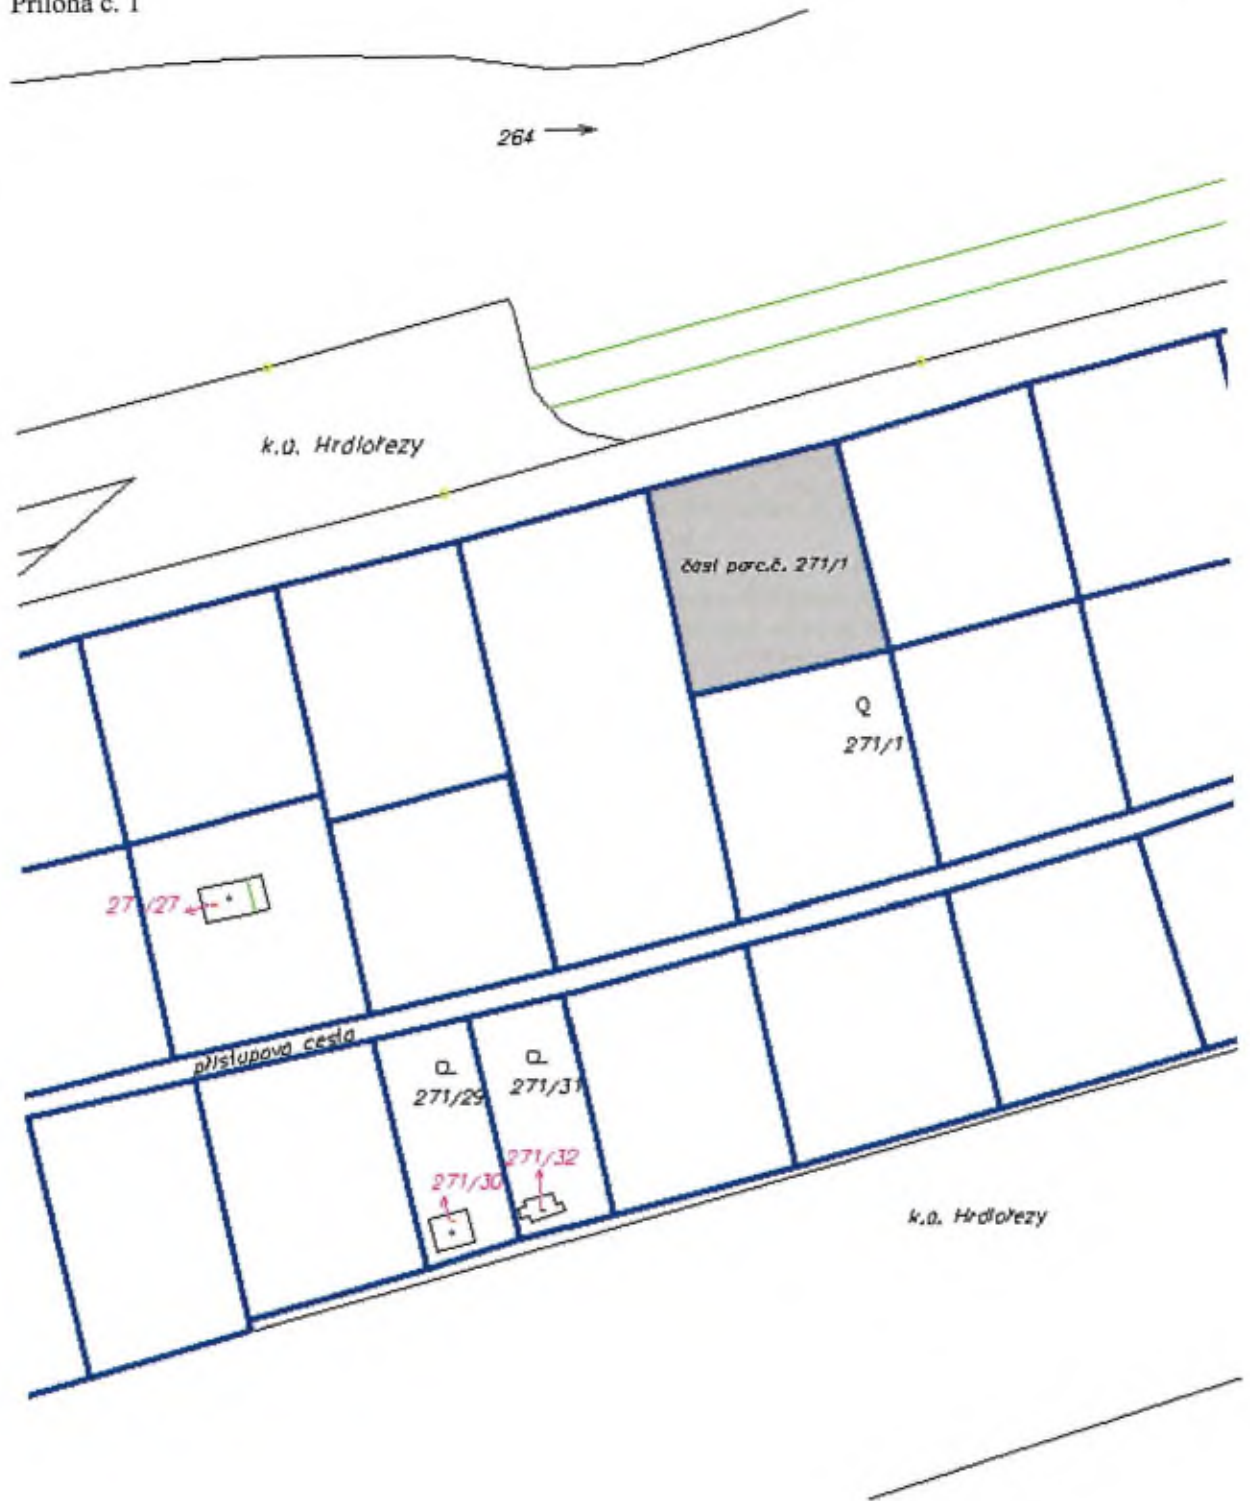 Příloha č. 1
264
k.ú. Hrdlořezy
část parc.č. 271/1
271/1
271/27
přístupová cesta
271/29
271/31
271/32
271/30
k.ú. Hrdlořezy